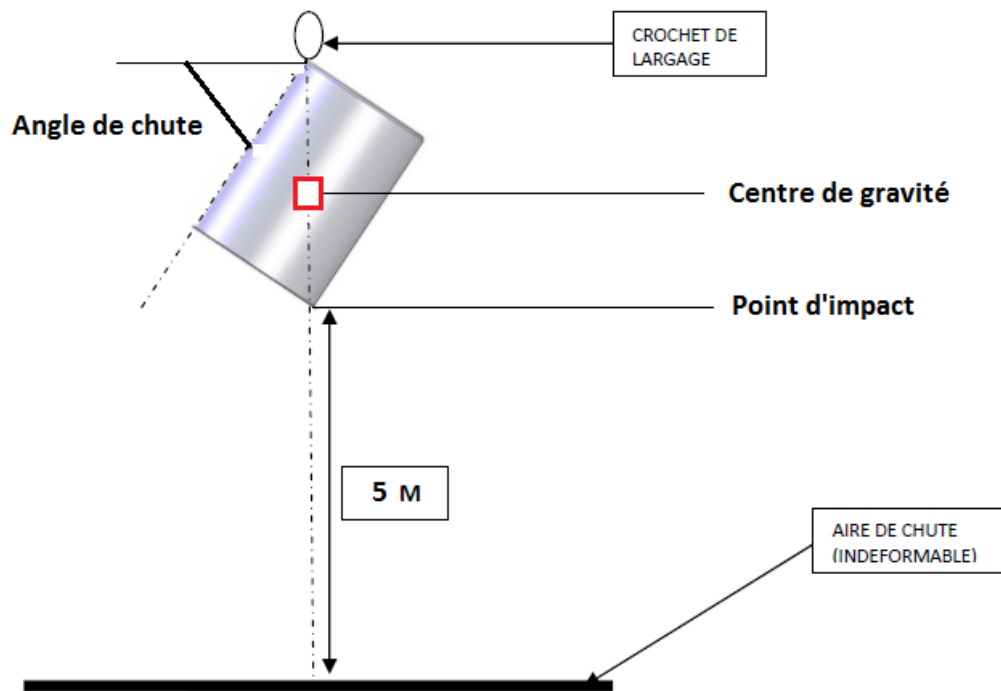 CROCHET DE
LARGAGE
Angle de chute
Centre de gravité
Point d'impact
5 M
AIRE DE CHUTE
(INDEFORMABLE)